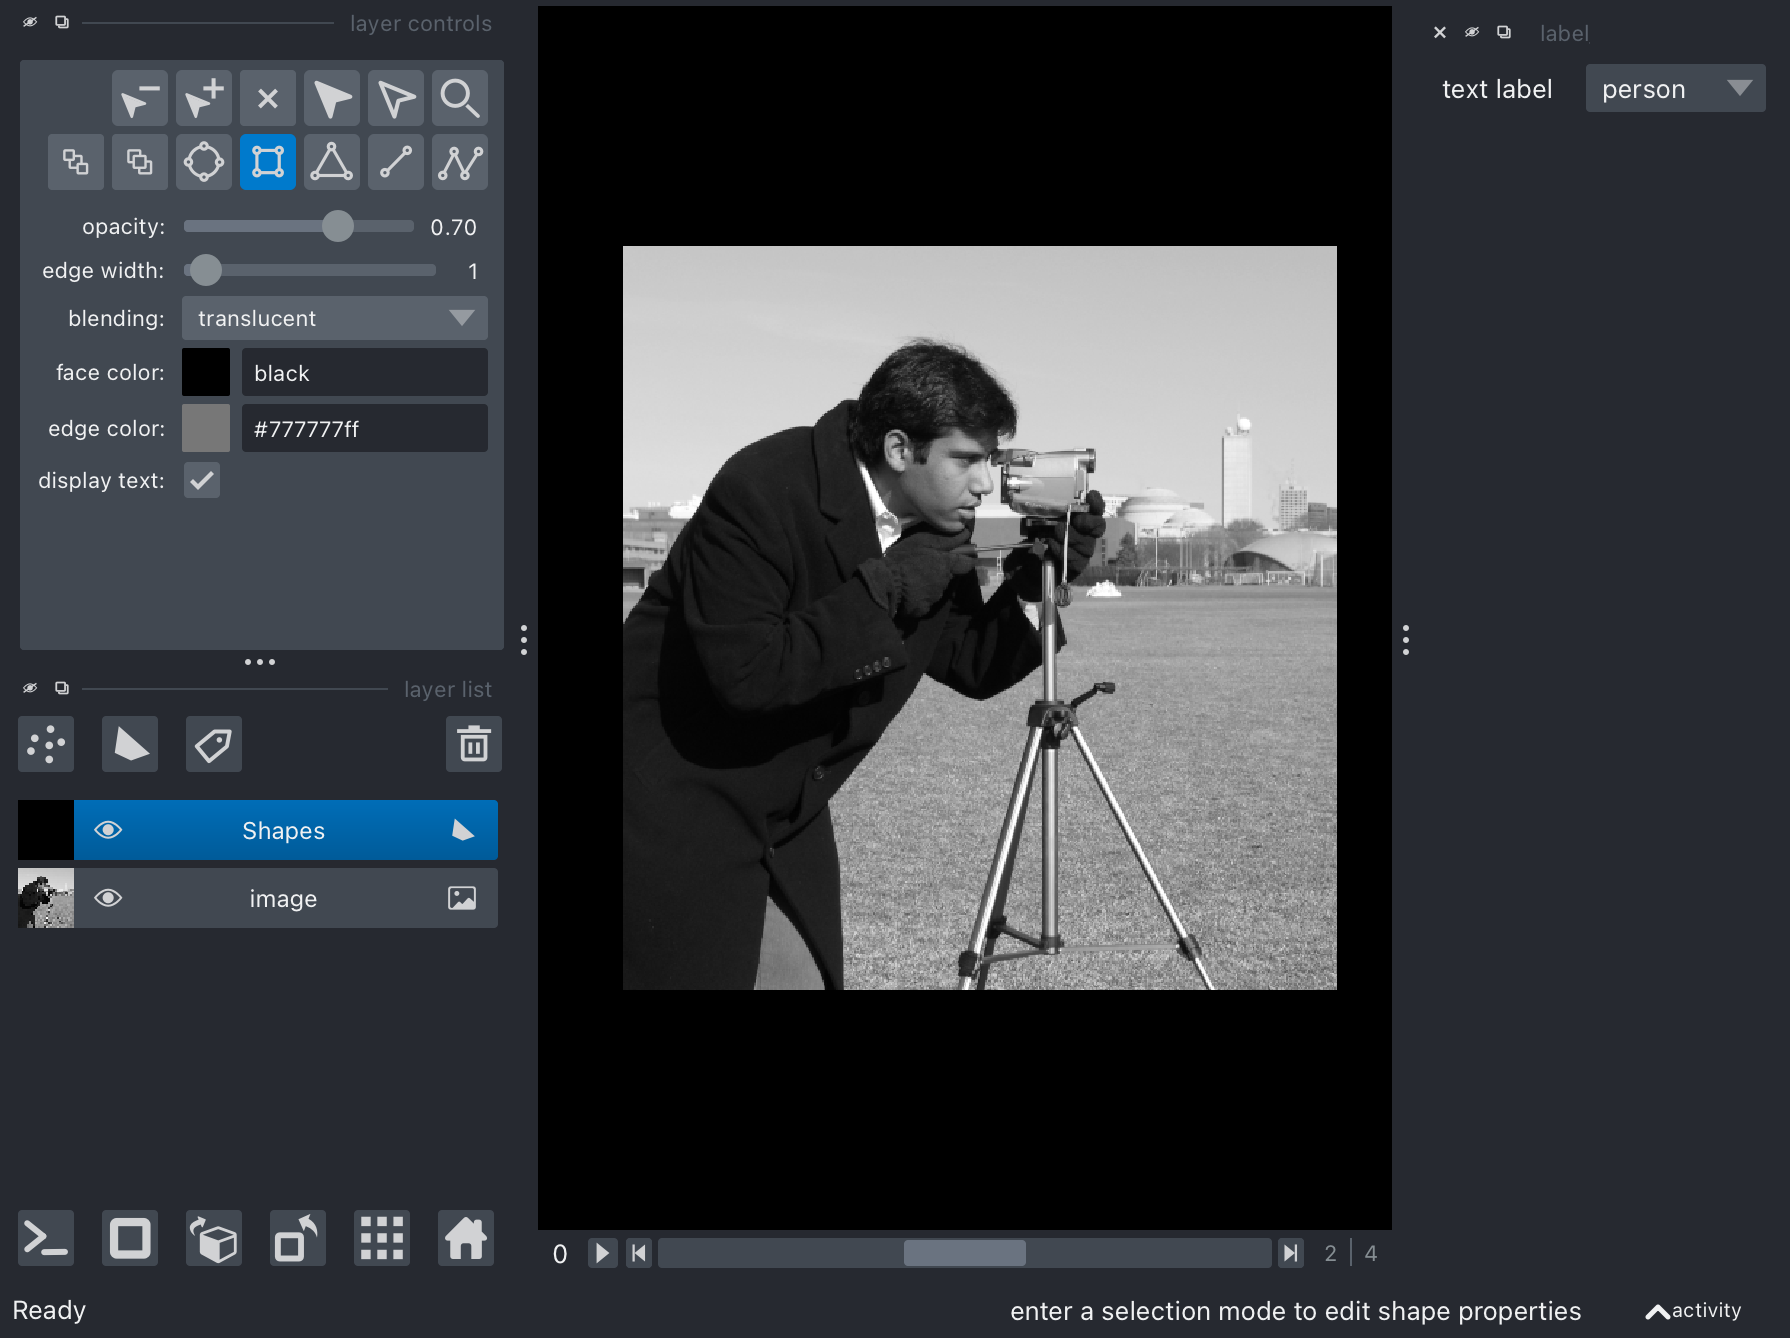 layer controls
opacity: 0.70
edge width: 1
blending: translucent
face color: black
edge color: #777777ff
display text:
layer list
Shapes
image
0
2 | 4
label
text label person
Ready
enter a selection mode to edit shape properties
activity